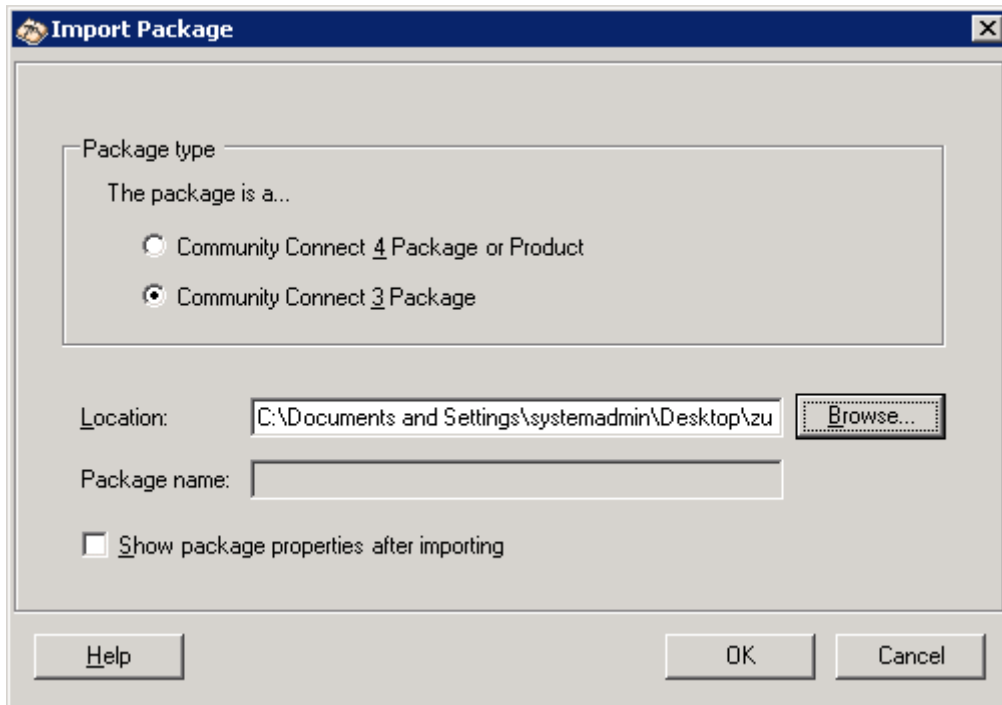 Import Package
Package type
The package is a...
Community Connect 4 Package or Product
Community Connect 3 Package
Location: C:\Documents and Settings\systemadmin\Desktop\zu Browse...
Package name:
Show package properties after importing
Help OK Cancel